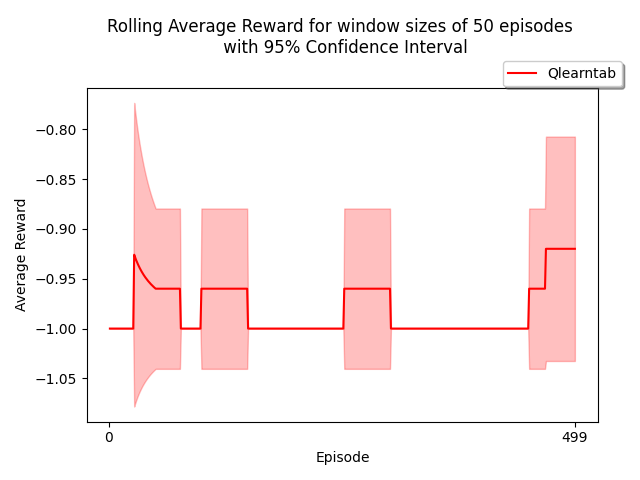 Rolling Average Reward for window sizes of 50 episodes
with 95% Confidence Interval
Qlearntab
−0.80
−0.85
−0.90
−0.95
−1.00
−1.05
Average Reward
0
499
Episode